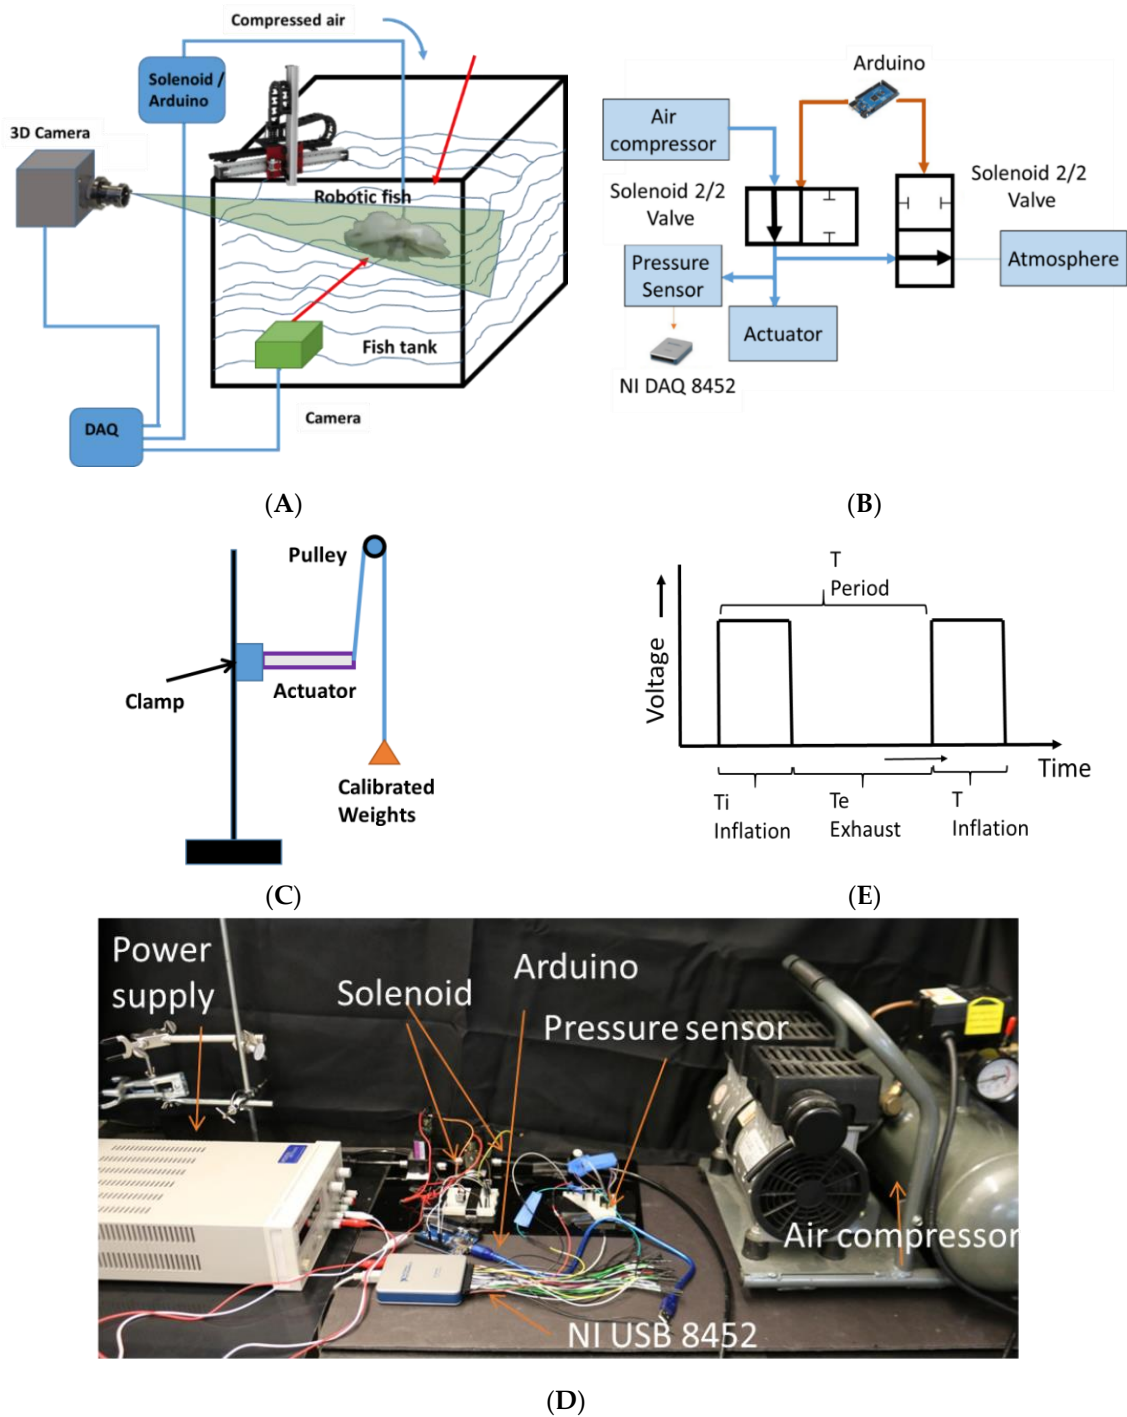 Compressed air
Solenoid /
Arduino
3D Camera
Robotic fish
Fish tank
DAQ
Camera
(A)
Arduino
Air
compressor
Solenoid 2/2
Valve
Solenoid 2/2
Valve
Pressure
Sensor
Atmosphere
Actuator
NI DAQ 8452
(B)
Pulley
Actuator
Clamp
Calibrated
Weights
(C)
T
Period
Voltage
Time
Ti
Inflation
Te
Exhaust
T
Inflation
(E)
Power
supply
Solenoid
Arduino
Pressure sensor
Air compressor
NI USB 8452
(D)